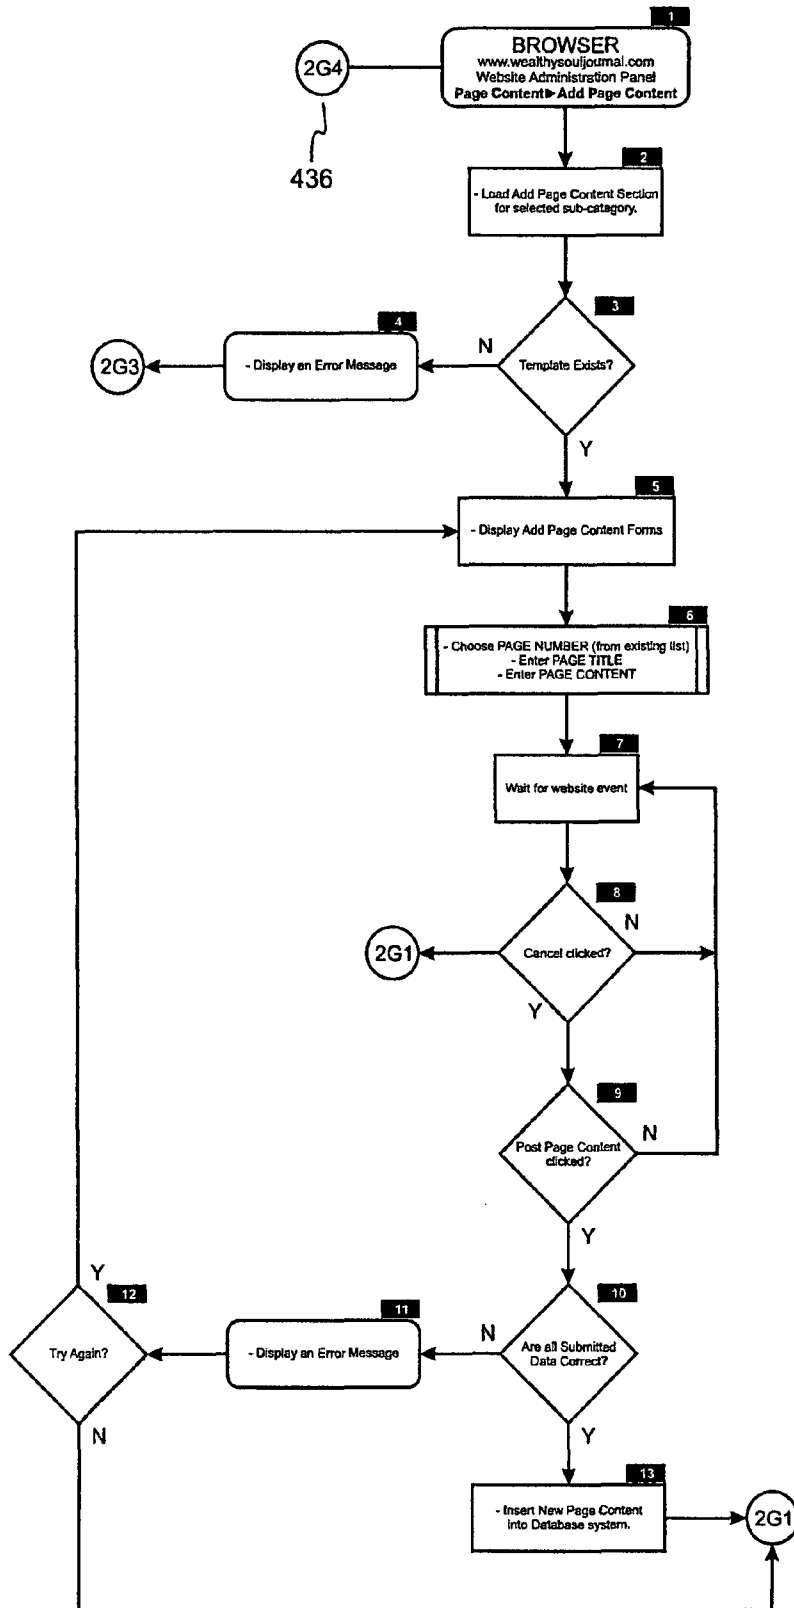 1
BROWSER
2G4
www.wealthysouljournal.com
Website Administration Panel
Page Content▶Add Page Content
436
2
- Load Add Page Content Section
for selected sub-category.
3
4
N
2G3
- Display an Error Message
Template Exists?
Y
5
- Display Add Page Content Forms
6
- Choose PAGE NUMBER (from existing list)
- Enter PAGE TITLE
- Enter PAGE CONTENT
7
Wait for website event
8
N
2G1
Cancel clicked?
Y
9
N
Post Page Content
clicked?
Y
Y
12
10
11
N
Try Again?
- Display an Error Message
Are all Submitted
Data Correct?
N
Y
13
- Insert New Page Content
into Database system.
2G1